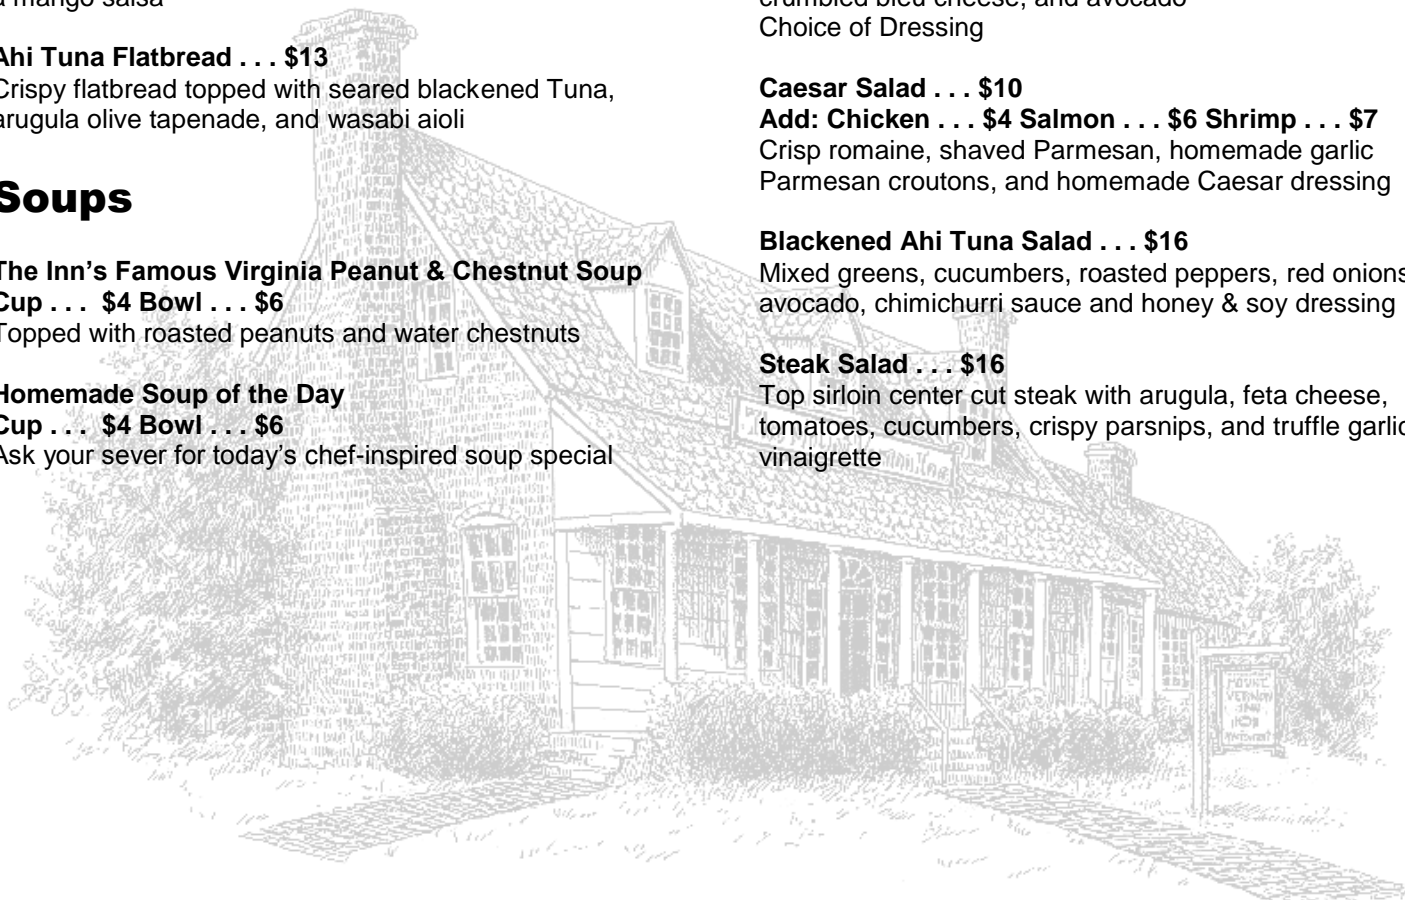 a mango salsa
Ahi Tuna Flatbread . . . $13
Crispy flatbread topped with seared blackened Tuna,
arugula olive tapenade, and wasabi aioli
Soups
The Inn’s Famous Virginia Peanut & Chestnut Soup
Cup . . . $4 Bowl . . . $6
Topped with roasted peanuts and water chestnuts
Homemade Soup of the Day
Cup . . . $4 Bowl . . . $6
Ask your sever for today’s chef-inspired soup special
crumbled bleu cheese, and avocado
Choice of Dressing
Caesar Salad . . . $10
Add: Chicken . . . $4 Salmon . . . $6 Shrimp . . . $7
Crisp romaine, shaved Parmesan, homemade garlic
Parmesan croutons, and homemade Caesar dressing
Blackened Ahi Tuna Salad . . . $16
Mixed greens, cucumbers, roasted peppers, red onions
avocado, chimichurri sauce and honey & soy dressing
Steak Salad . . . $16
Top sirloin center cut steak with arugula, feta cheese,
tomatoes, cucumbers, crispy parsnips, and truffle garlic
vinaigrette
VERNON
INN